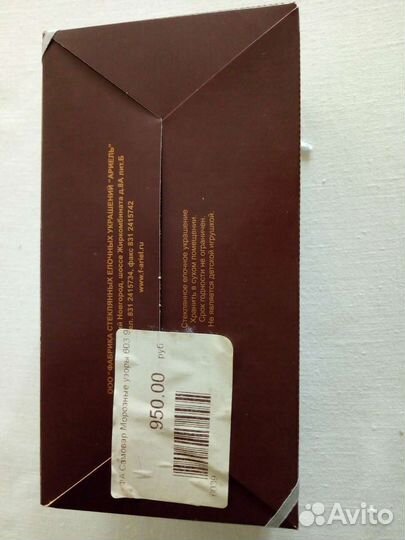 ООО "ФАБРИКА СТЕКЛЯННЫХ ЕЛОЧНЫХ УКРАШЕНИЙ "АРИЕЛЬ"
Новгород, шоссе Жиркомбината д.8А лит.Б
831 2415734, факс 831 2415742
www.f-ariel.ru
Стеклянное елочное украшение
Хранить в сухом помещении.
Срок годности не ограничен.
Не является детской игрушкой.
Самовар Морозные узоры 603
950.00 руб
Avito